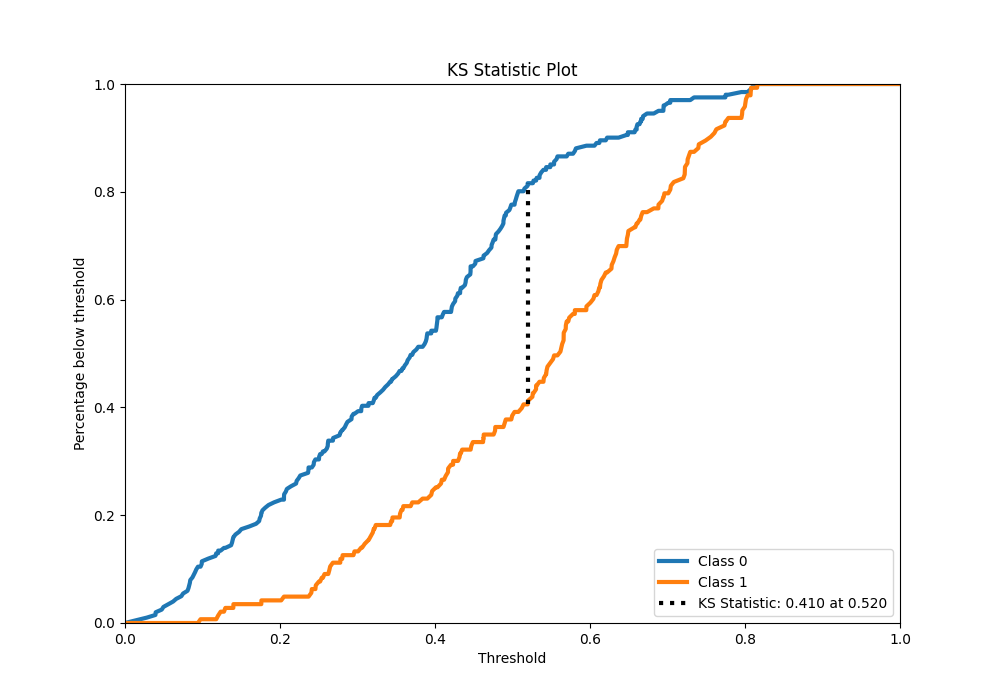 KS Statistic Plot
1.0
0.8
0.6
0.4
0.2
0.0
Percentage below threshold
0.0 0.2 0.4 0.6 0.8 1.0
Threshold
Class 0
Class 1
KS Statistic: 0.410 at 0.520